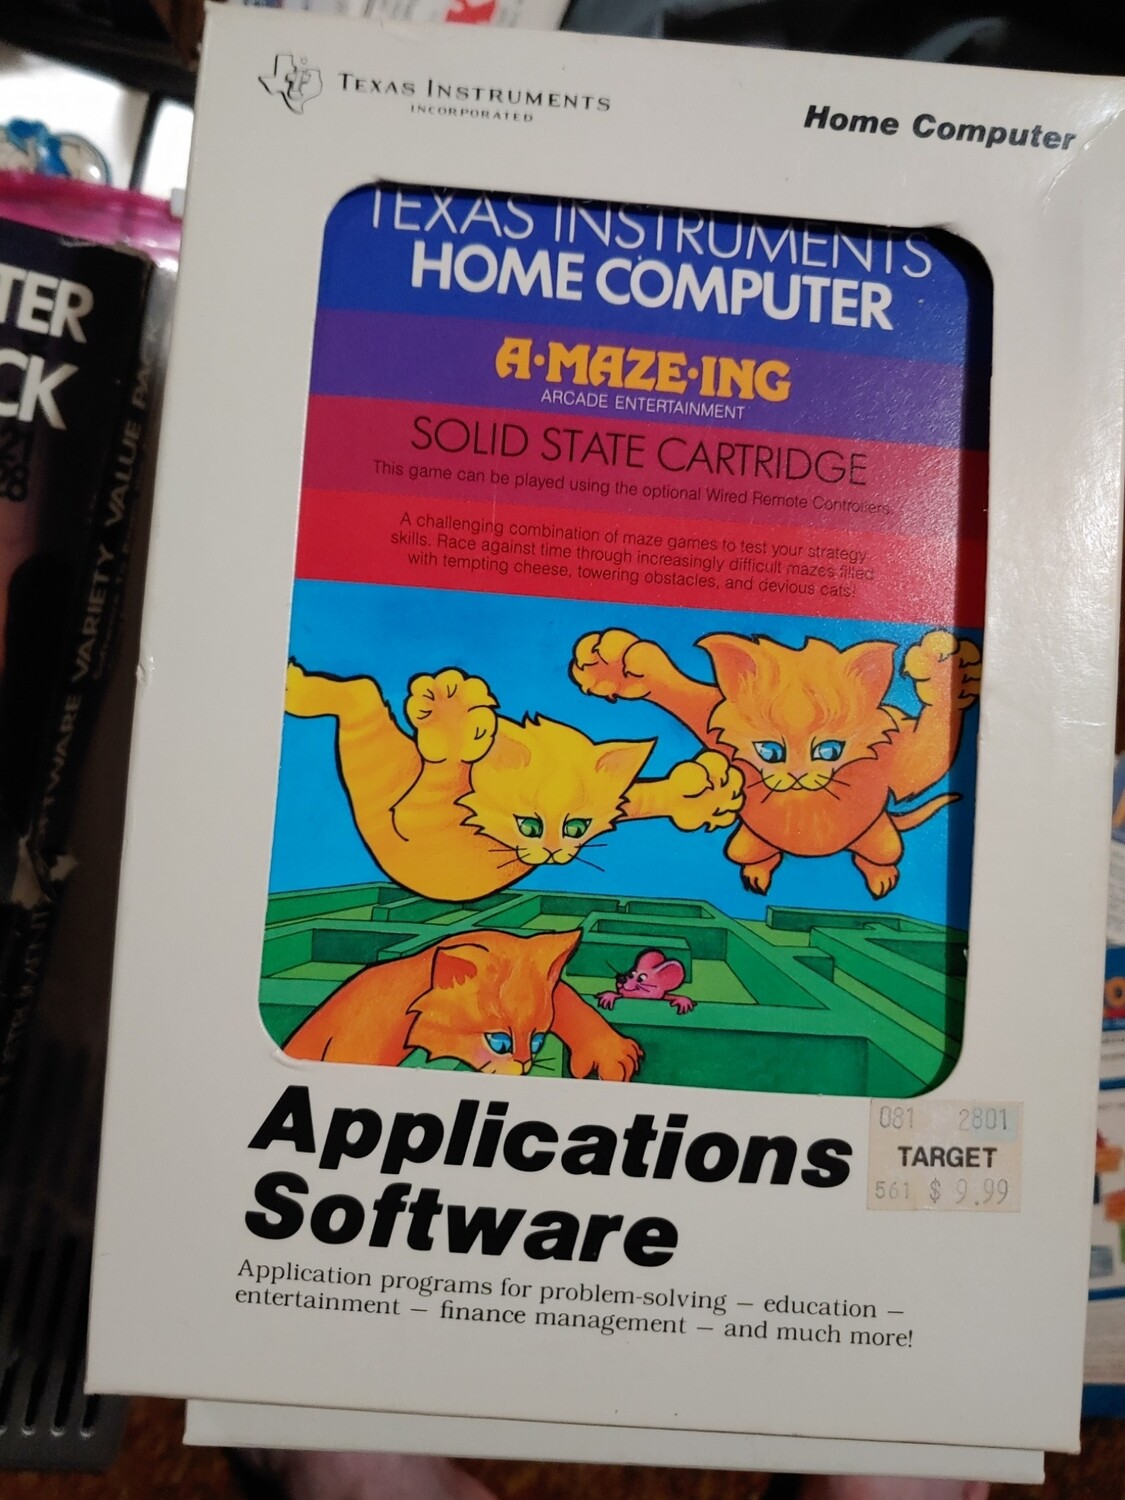 TEXAS INSTRUMENTS
INCORPORATED
Home Computer
TEXAS INSTRUMENTS
HOME COMPUTER
A·MAZE·ING
ARCADE ENTERTAINMENT
SOLID STATE CARTRIDGE
This game can be played using the optional Wired Remote Controllers.
A challenging combination of maze games to test your strategy
skills. Race against time through increasingly difficult mazes filled
with tempting cheese, towering obstacles, and devious cats!
Applications
Software
081 2801
TARGET
561 $ 9.99
Application programs for problem-solving — education —
entertainment — finance management — and much more!
TER
CK
SOFTWARE VARIETY VALUE PACK